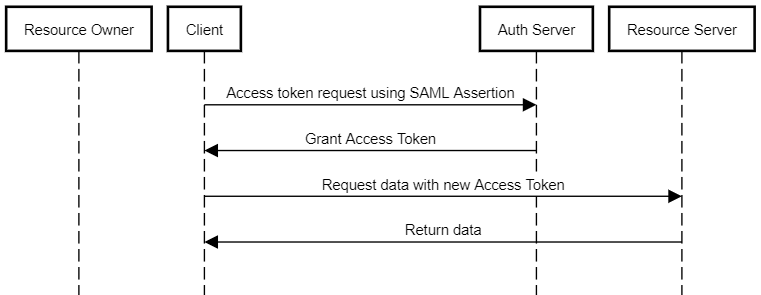 Resource Owner
Client
Auth Server
Resource Server
Access token request using SAML Assertion
Grant Access Token
Request data with new Access Token
Return data